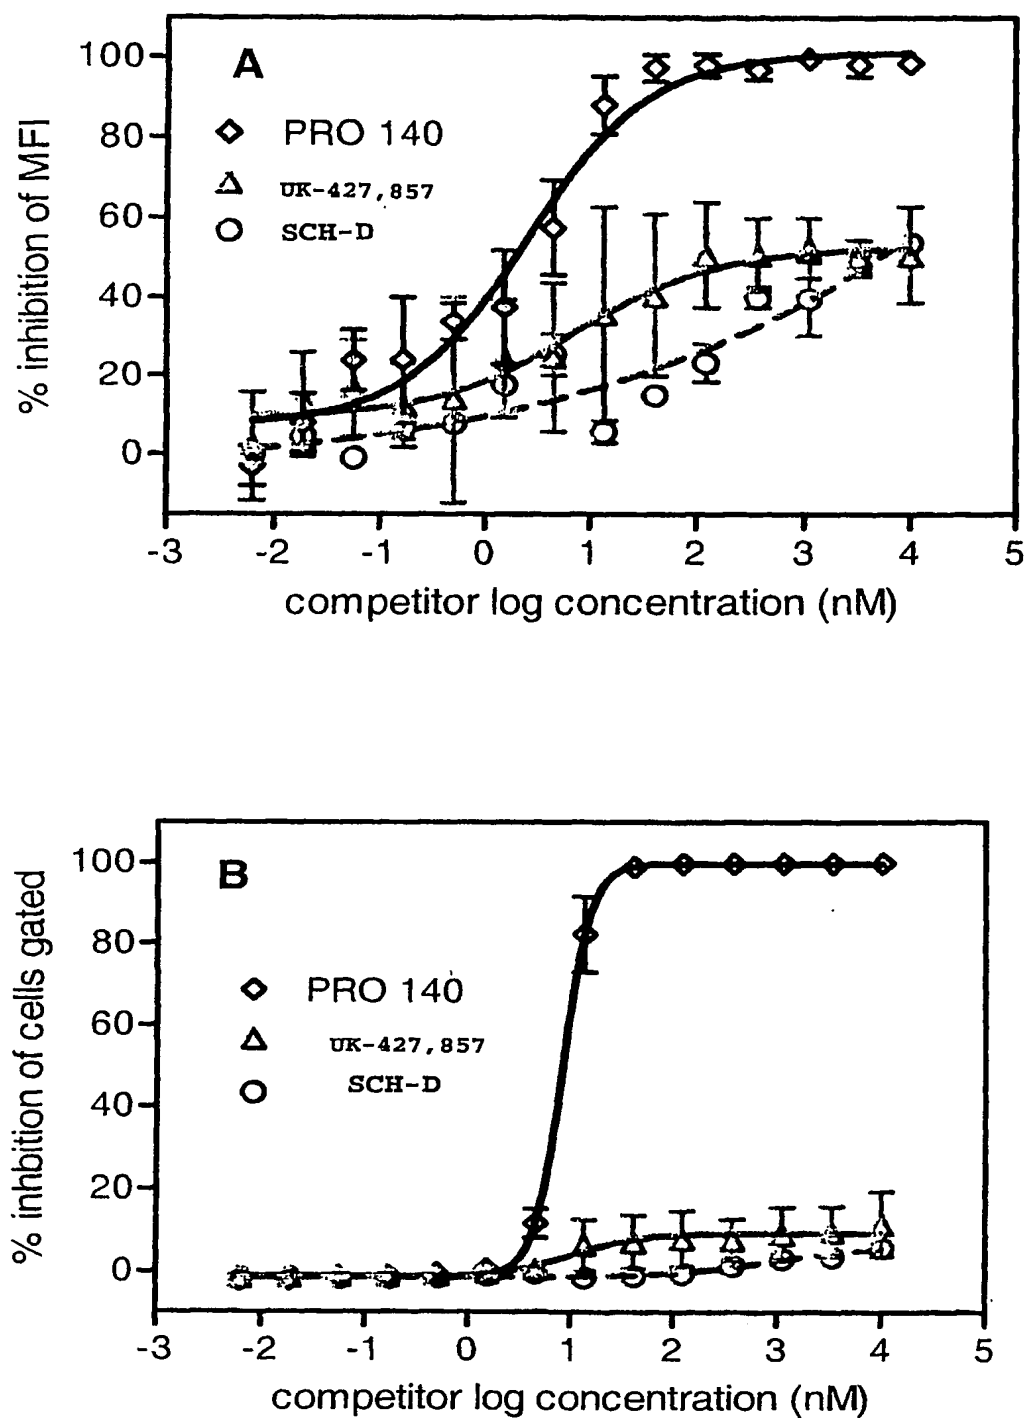 A
100
80
60
40
20
0
% inhibition of MFI
PRO 140
UK-427,857
SCH-D
-3 -2 -1 0 1 2 3 4 5
competitor log concentration (nM)
B
100
80
60
40
20
0
% inhbition of cells gated
PRO 140
UK-427,857
SCH-D
-3 -2 -1 0 1 2 3 4 5
competitor log concentration (nM)